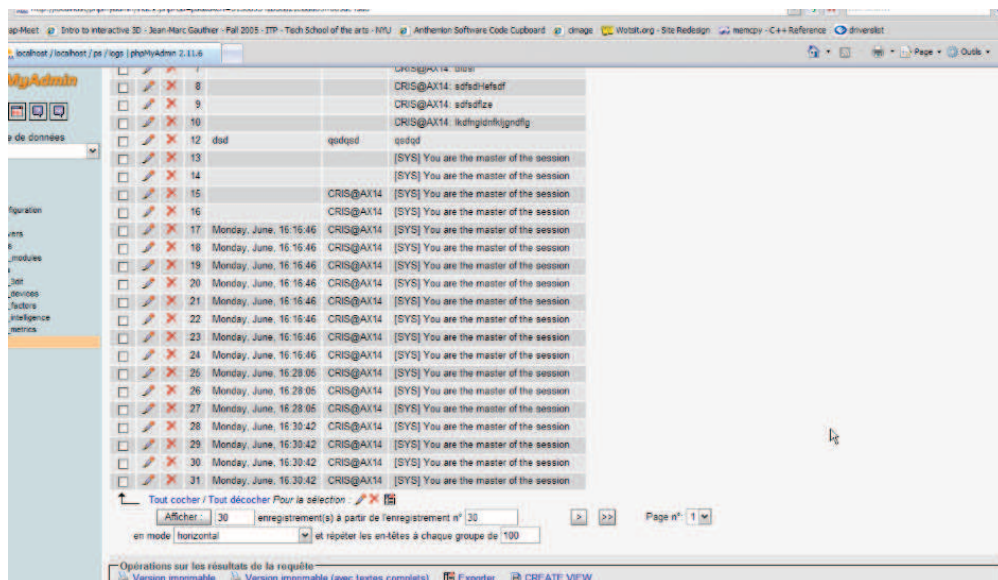 ap-Meet Intro to interactive 3D - Jean-Marc Gauthier - Fall 2005 - ITP - Tisch School of the arts - NYU Anthemion Software Code Cupboard cimage Wotsit.org - Site Redesign memcpy - C++ Reference driverslist
localhost / localhost / ps / logs | phpMyAdmin 2.11.6 Page Outils
MyAdmin
7
8 CRIS@AX14: sdfsdHefsdf
9 CRIS@AX14: sdfsdflze
10 CRIS@AX14:
e de données
12 dsd qsdqsd qsdqd
13 [SYS] You are the master of the session
14 [SYS] You are the master of the session
15 CRIS@AX14 [SYS] You are the master of the session
figuration
16 CRIS@AX14 [SYS] You are the master of the session
17 Monday, June, 16:16:46 CRIS@AX14 [SYS] You are the master of the session
vers
s
18 Monday, June, 16:16:46 CRIS@AX14 [SYS] You are the master of the session
_modules
19 Monday, June, 16:16:46 CRIS@AX14 [SYS] You are the master of the session
_3dit
20 Monday, June, 16:16:46 CRIS@AX14 [SYS] You are the master of the session
_devices
21 Monday, June, 16:16:46 CRIS@AX14 [SYS] You are the master of the session
_factors
22 Monday, June, 16:16:46 CRIS@AX14 [SYS] You are the master of the session
_intelligence
_metrics
23 Monday, June, 16:16:46 CRIS@AX14 [SYS] You are the master of the session
24 Monday, June, 16:16:46 CRIS@AX14 [SYS] You are the master of the session
25 Monday, June, 16:28:05 CRIS@AX14 [SYS] You are the master of the session
26 Monday, June, 16:28:05 CRIS@AX14 [SYS] You are the master of the session
27 Monday, June, 16:28:05 CRIS@AX14 [SYS] You are the master of the session
28 Monday, June, 16:30:42 CRIS@AX14 [SYS] You are the master of the session
29 Monday, June, 16:30:42 CRIS@AX14 [SYS] You are the master of the session
30 Monday, June, 16:30:42 CRIS@AX14 [SYS] You are the master of the session
31 Monday, June, 16:30:42 CRIS@AX14 [SYS] You are the master of the session
Tout cocher / Tout décocher Pour la sélection :
Afficher : 30 enregistrement(s) à partir de l'enregistrement n° 30 > >> Page n°: 1
en mode horizontal et répéter les en-têtes à chaque groupe de 100
Opérations sur les résultats de la requête
Version imprimable Version imprimable (avec textes complets) Exporter CREATE VIEW